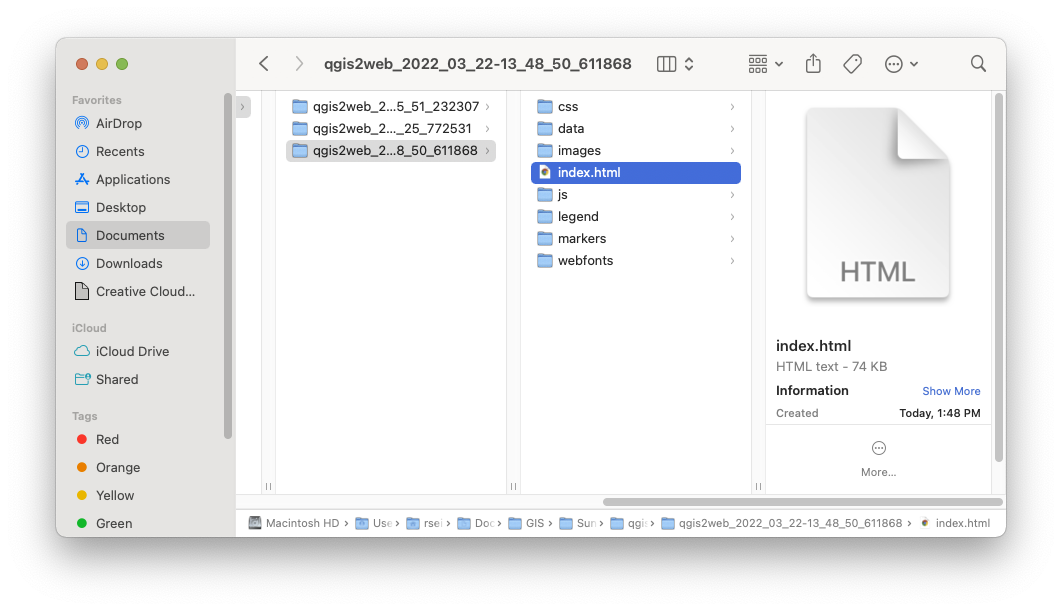 qgis2web_2022_03_22-13_48_50_611868
Favorites
AirDrop
Recents
Applications
Desktop
Documents
Downloads
Creative Cloud...
iCloud
iCloud Drive
Shared
Tags
Red
Orange
Yellow
Green
qgis2web_2...5_51_232307
qgis2web_2..._25_772531
qgis2web_2...8_50_611868
css
data
images
index.html
js
legend
markers
webfonts
HTML
index.html
HTML text - 74 KB
Information Show More
Created Today, 1:48 PM
More...
Macintosh HD › Use › rsei › Doc › GIS › Sun › qgi › qgis2web_2022_03_22-13_48_50_611868 › index.html